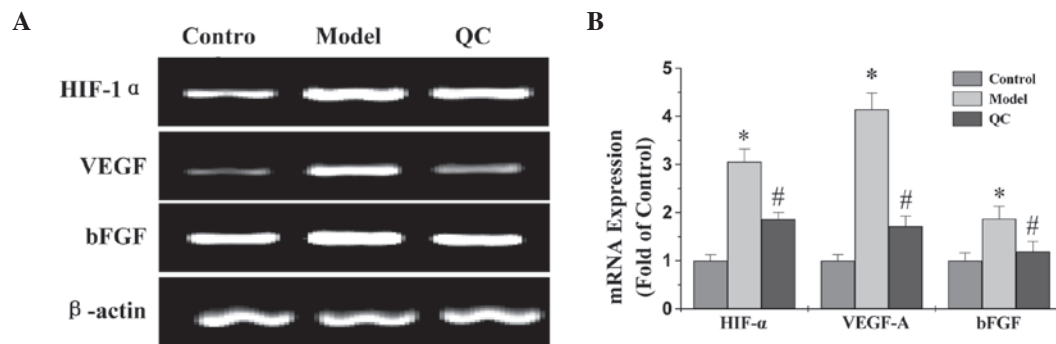 A
Contro Model QC
HIF-1 α
VEGF
bFGF
β-actin
B
mRNA Expression
(Fold of Control)
5
4
3
2
1
0
Control
Model
QC
*
#
*
#
*
#
HIF-α VEGF-A bFGF